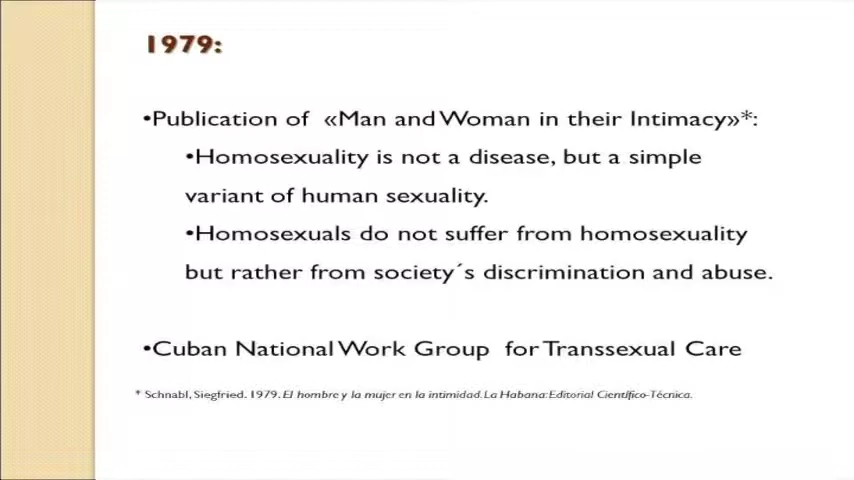 1979:
•Publication of «Man and Woman in their Intimacy»*:
•Homosexuality is not a disease, but a simple
variant of human sexuality.
•Homosexuals do not suffer from homosexuality
but rather from society´s discrimination and abuse.
•Cuban National Work Group for Transsexual Care
* Schnabl, Siegfried. 1979. El hombre y la mujer en la intimidad. La Habana: Editorial Científico-Técnica.